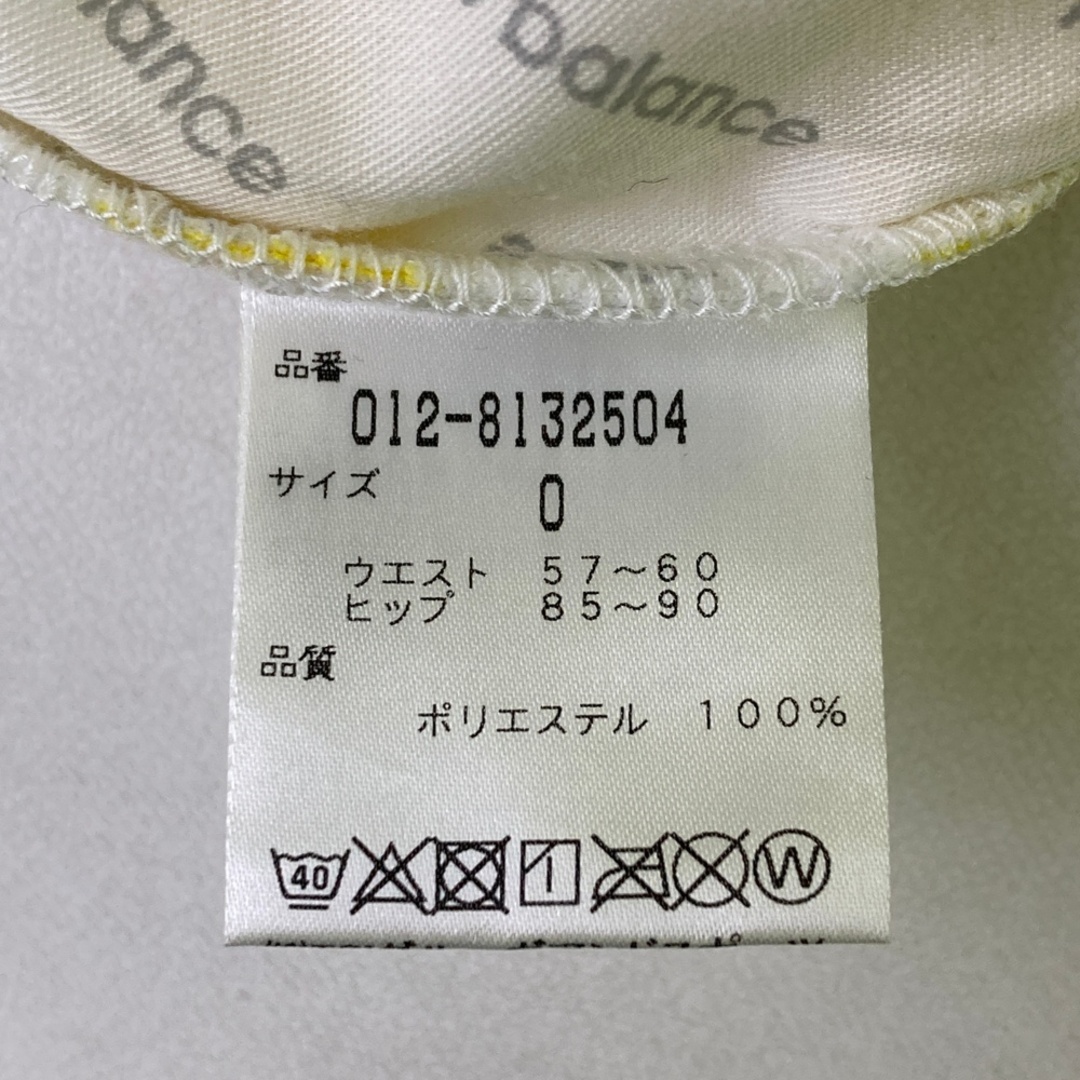 balance
balance
品番
012-8132504
サイズ
0
ウエスト 57～60
ヒップ 85～90
品質
ポリエステル 100%
40
W